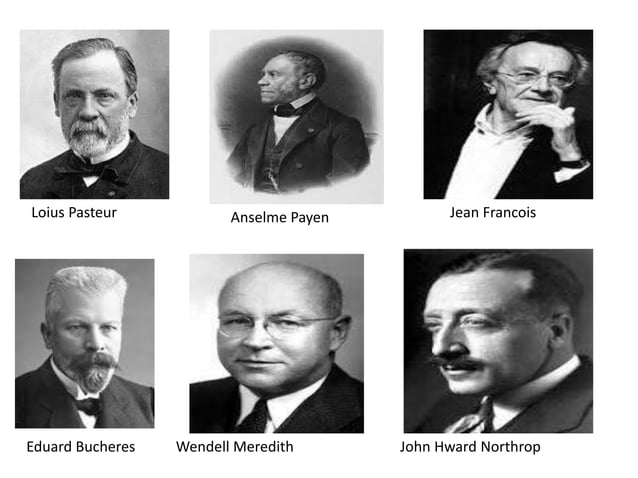 Loius Pasteur
Anselme Payen
Jean Francois
Eduard Bucheres
Wendell Meredith
John Hward Northrop